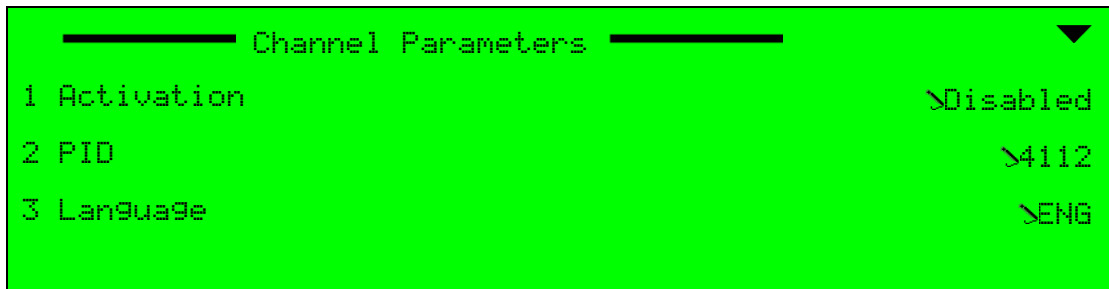 Channel Parameters
1 Activation Disabled
2 PID 4112
3 Language ENG